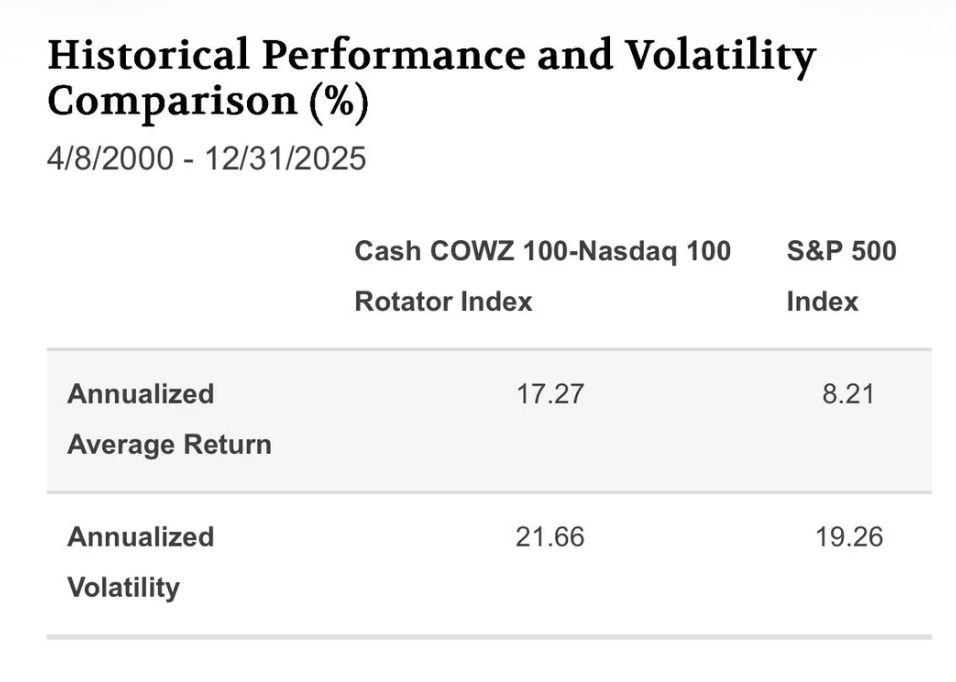 Historical Performance and Volatility
Comparison (%)
4/8/2000 - 12/31/2025
Cash COWZ 100-Nasdaq 100 S&P 500
Rotator Index Index
Annualized 17.27 8.21
Average Return
Annualized 21.66 19.26
Volatility